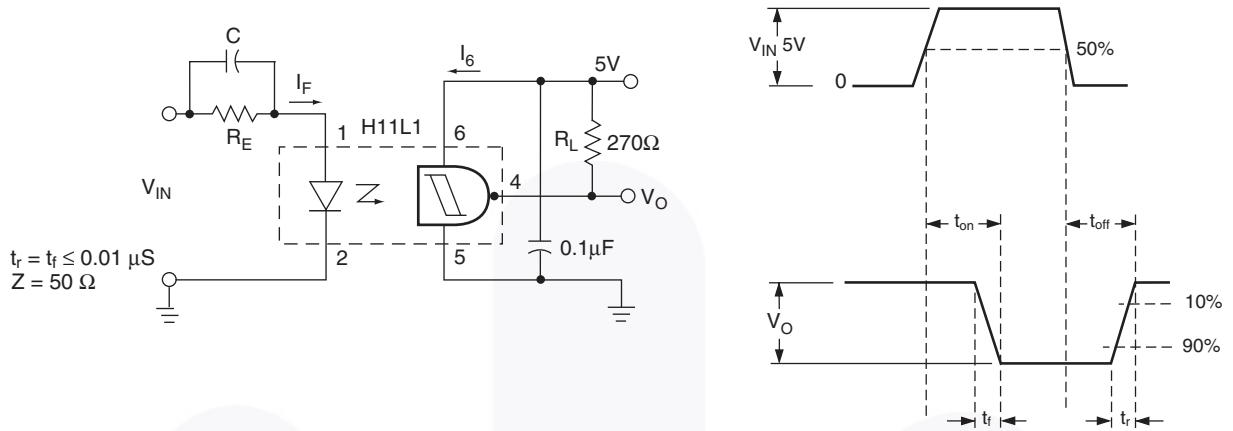 C
I_F
R_E
V_IN
t_r = t_f ≤ 0.01 μS
Z = 50 Ω
1
H11L1
2
I_6
6
5
4
5V
R_L
270Ω
V_O
0.1μF
V_IN 5V
0
50%
t_on
t_off
V_O
10%
90%
t_f
t_r